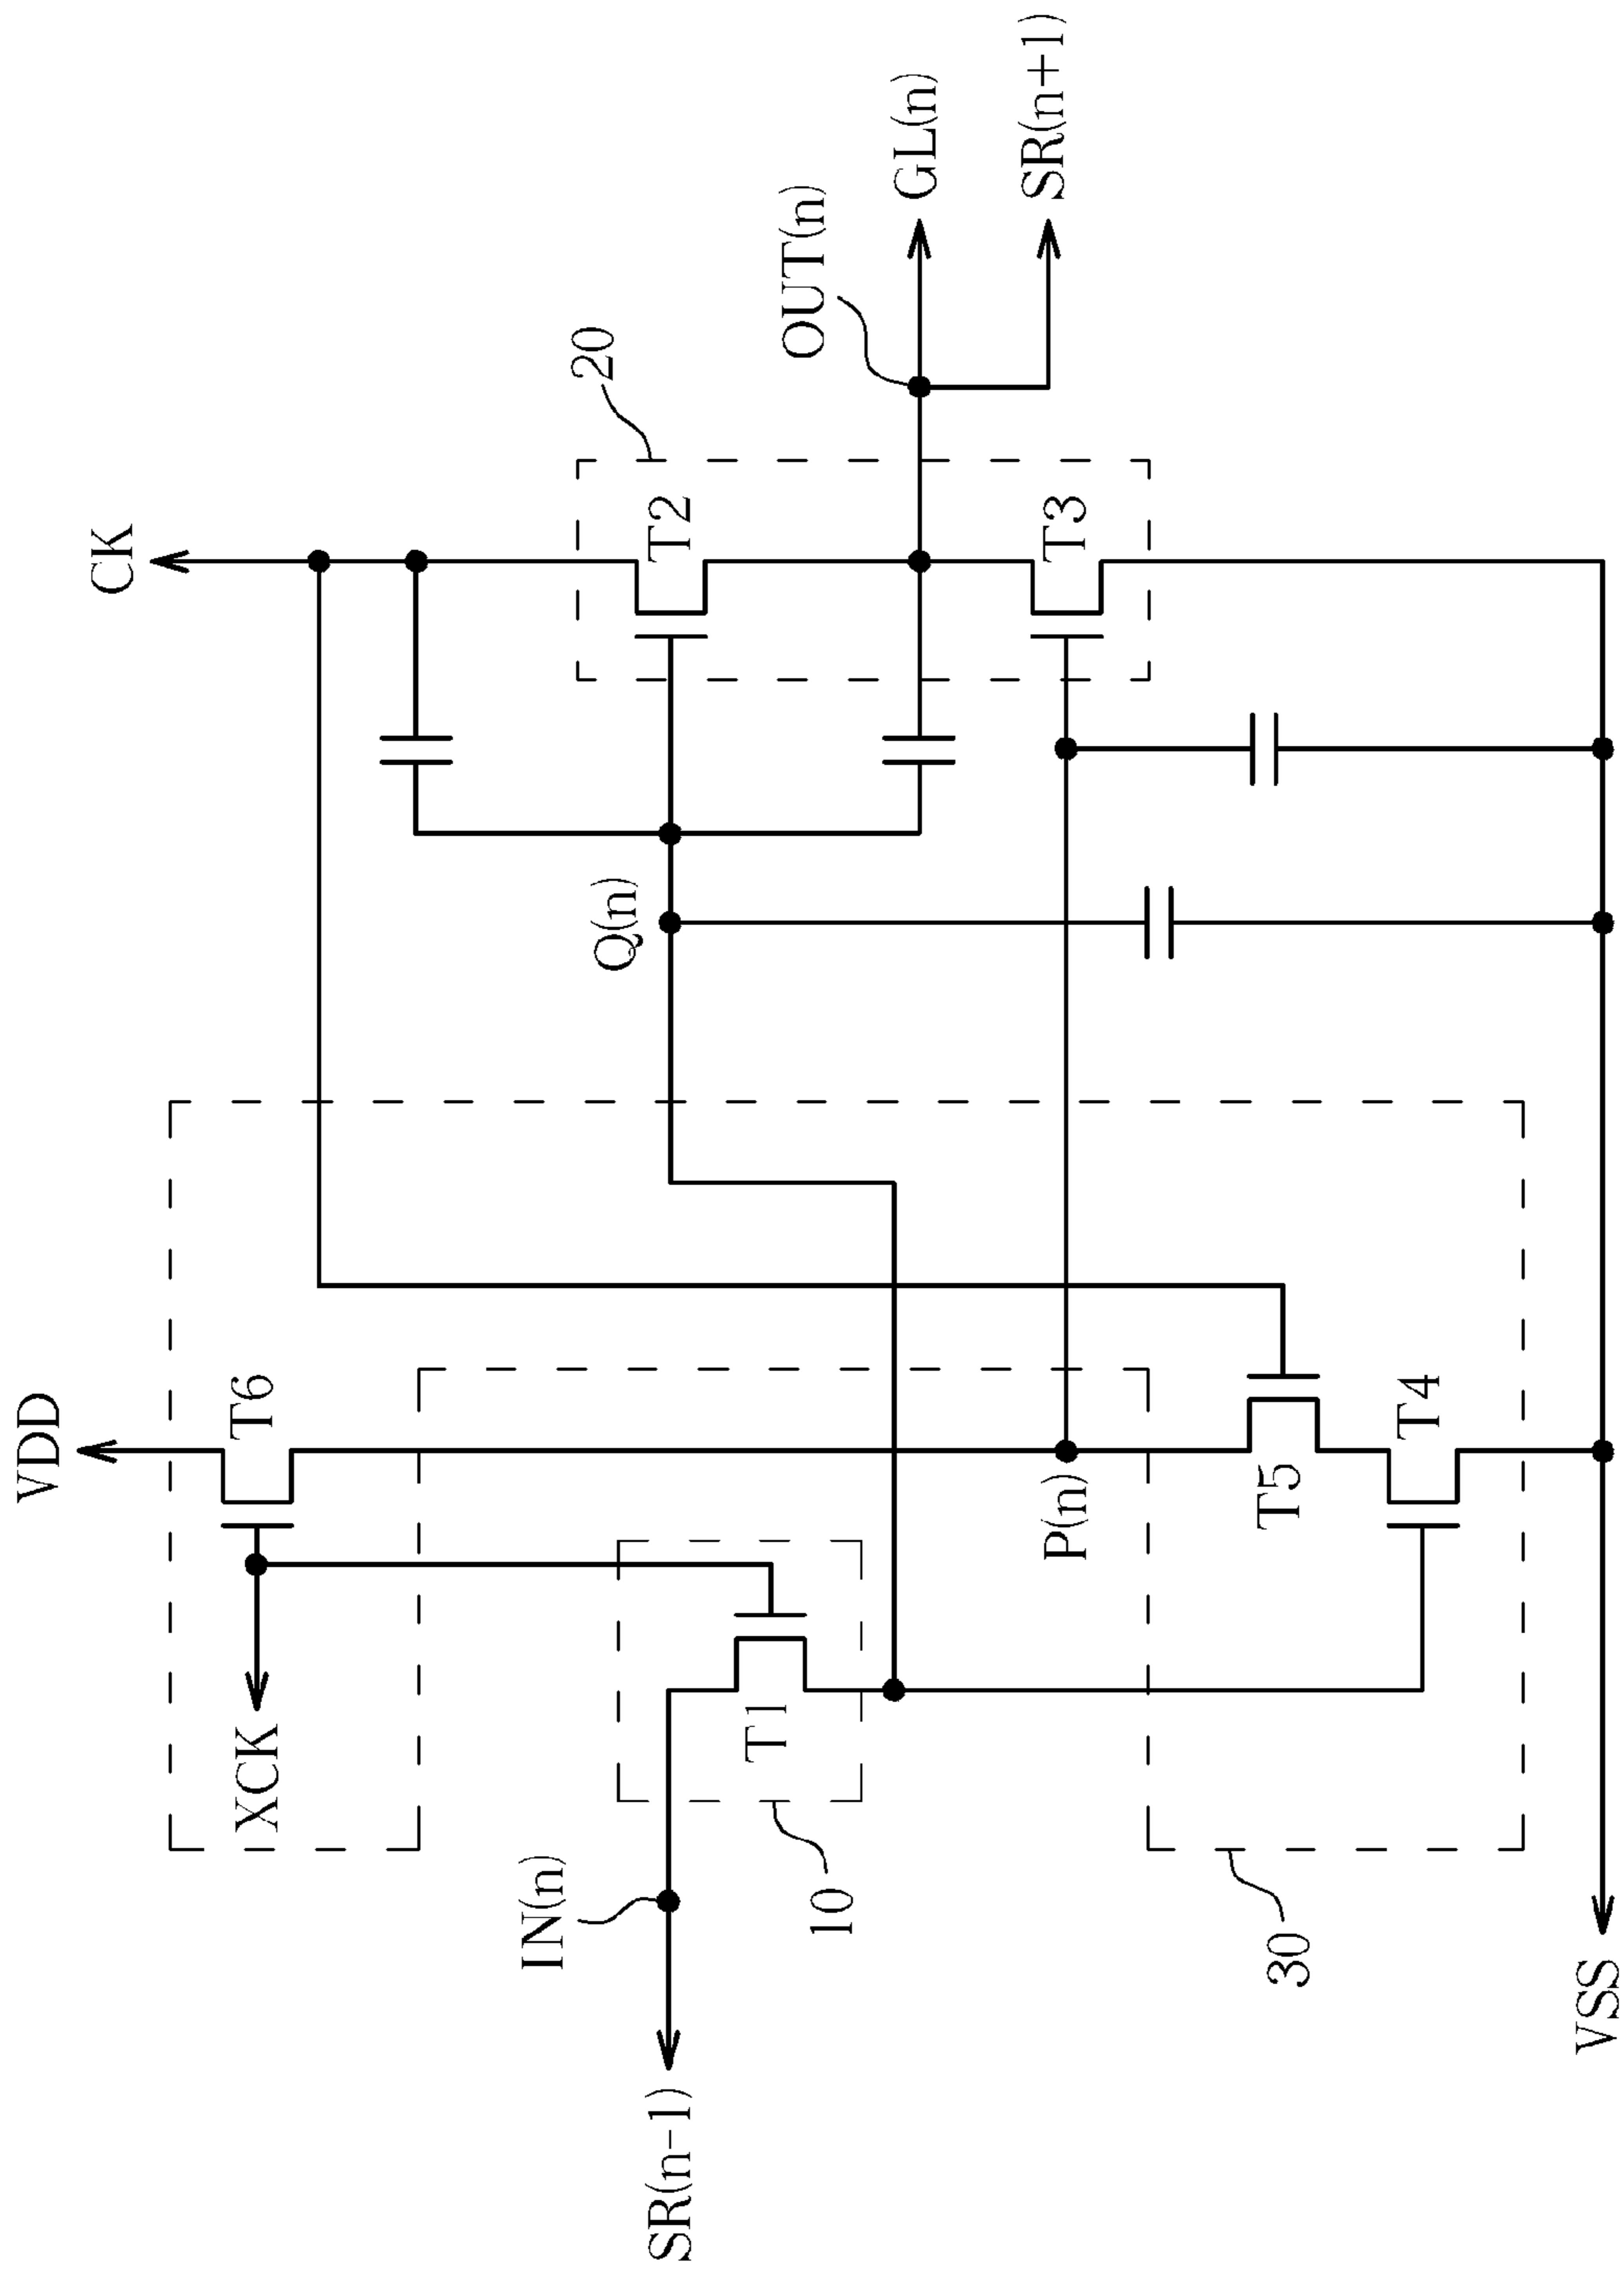 VDD
CK
T6
XCK
20
T2
OUT(n)
GL(n)
SR(n+1)
Q(n)
IN(n)
SR(n-1)
T1
10
P(n)
T3
T5
T4
30
VSS